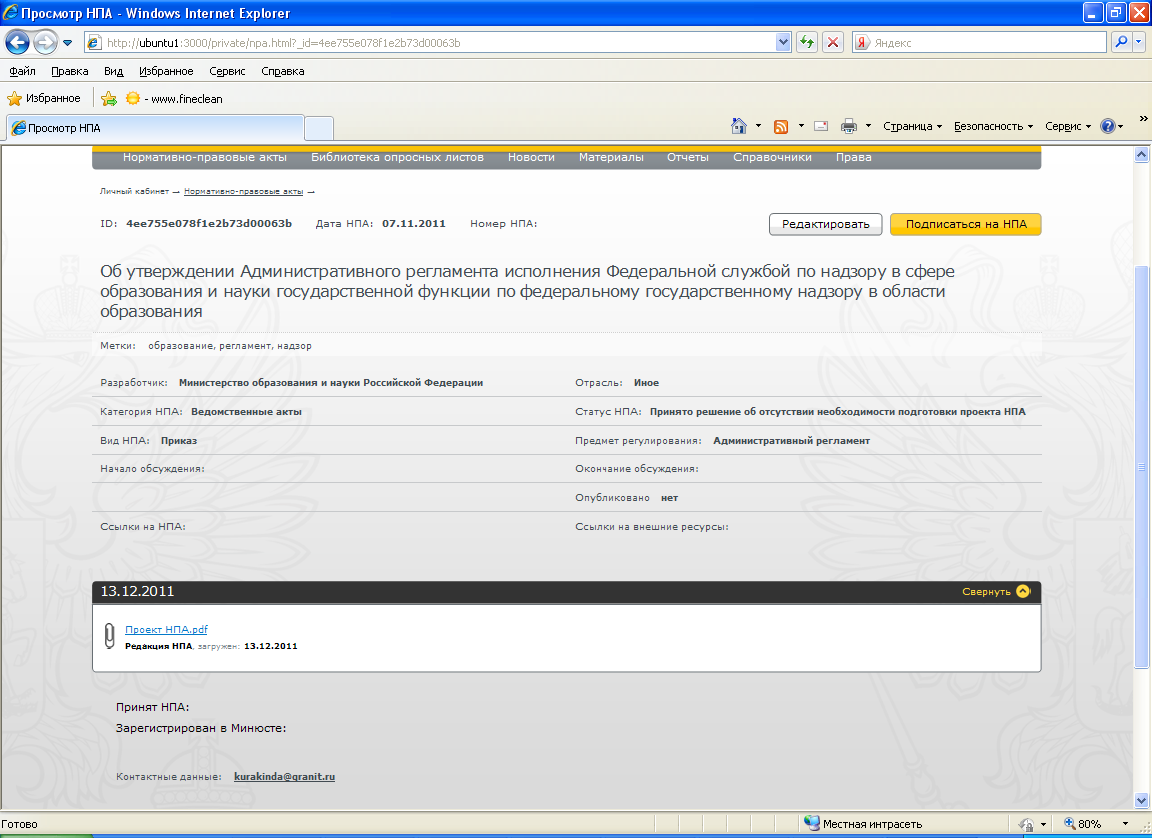 Просмотр НПА - Windows Internet Explorer
http://ubuntu1:3000/private/npa.html?_id=4ee755e078f1e2b73d00063b
Яндекс
Файл Правка Вид Избранное Сервис Справка
Избранное - www.fineclean
Просмотр НПА
Страница Безопасность Сервис »
Нормативно-правовые акты Библиотека опросных листов Новости Материалы Отчеты Справочники Права
Личный кабинет → Нормативно-правовые акты →
ID: 4ee755e078f1e2b73d00063b Дата НПА: 07.11.2011 Номер НПА: Редактировать Подписаться на НПА
Об утверждении Административного регламента исполнения Федеральной службой по надзору в сфере
образования и науки государственной функции по федеральному государственному надзору в области
образования
Метки: образование, регламент, надзор
Разработчик: Министерство образования и науки Российской Федерации Отрасль: Иное
Категория НПА: Ведомственные акты Статус НПА: Принято решение об отсутствии необходимости подготовки проекта НПА
Вид НПА: Приказ Предмет регулирования: Административный регламент
Начало обсуждения: Окончание обсуждения:
Опубликовано нет
Ссылки на НПА: Ссылки на внешние ресурсы:
13.12.2011 Свернуть
Проект НПА.pdf
Редакция НПА, загружен: 13.12.2011
Принят НПА:
Зарегистрирован в Минюсте:
Контактные данные: kurakinda@granit.ru
Готово Местная интрасеть 80%